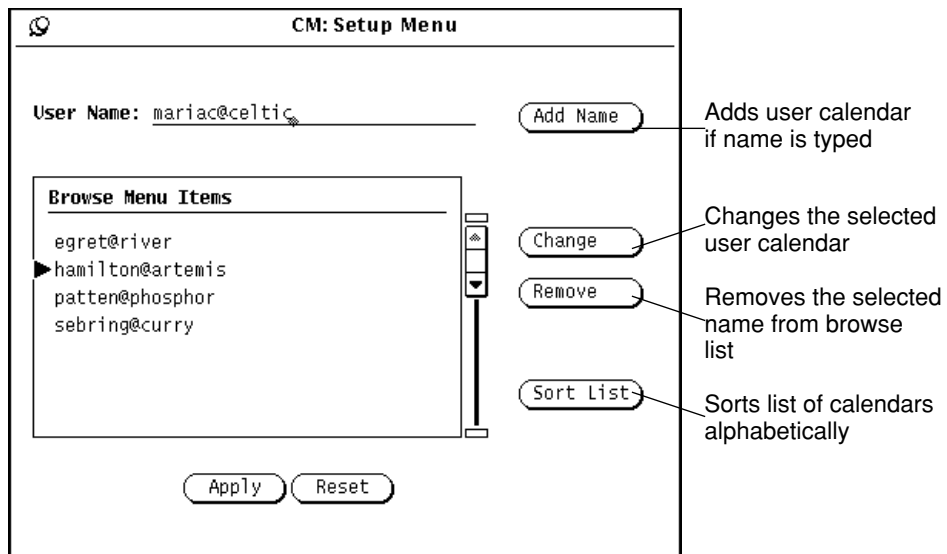 CM: Setup Menu
User Name: mariac@celtic
Add Name
Adds user calendar
if name is typed
Browse Menu Items
egret@river
hamilton@artemis
patten@phosphor
sebring@curry
Change
Changes the selected
user calendar
Remove
Removes the selected
name from browse
list
Sort List
Sorts list of calendars
alphabetically
Apply
Reset